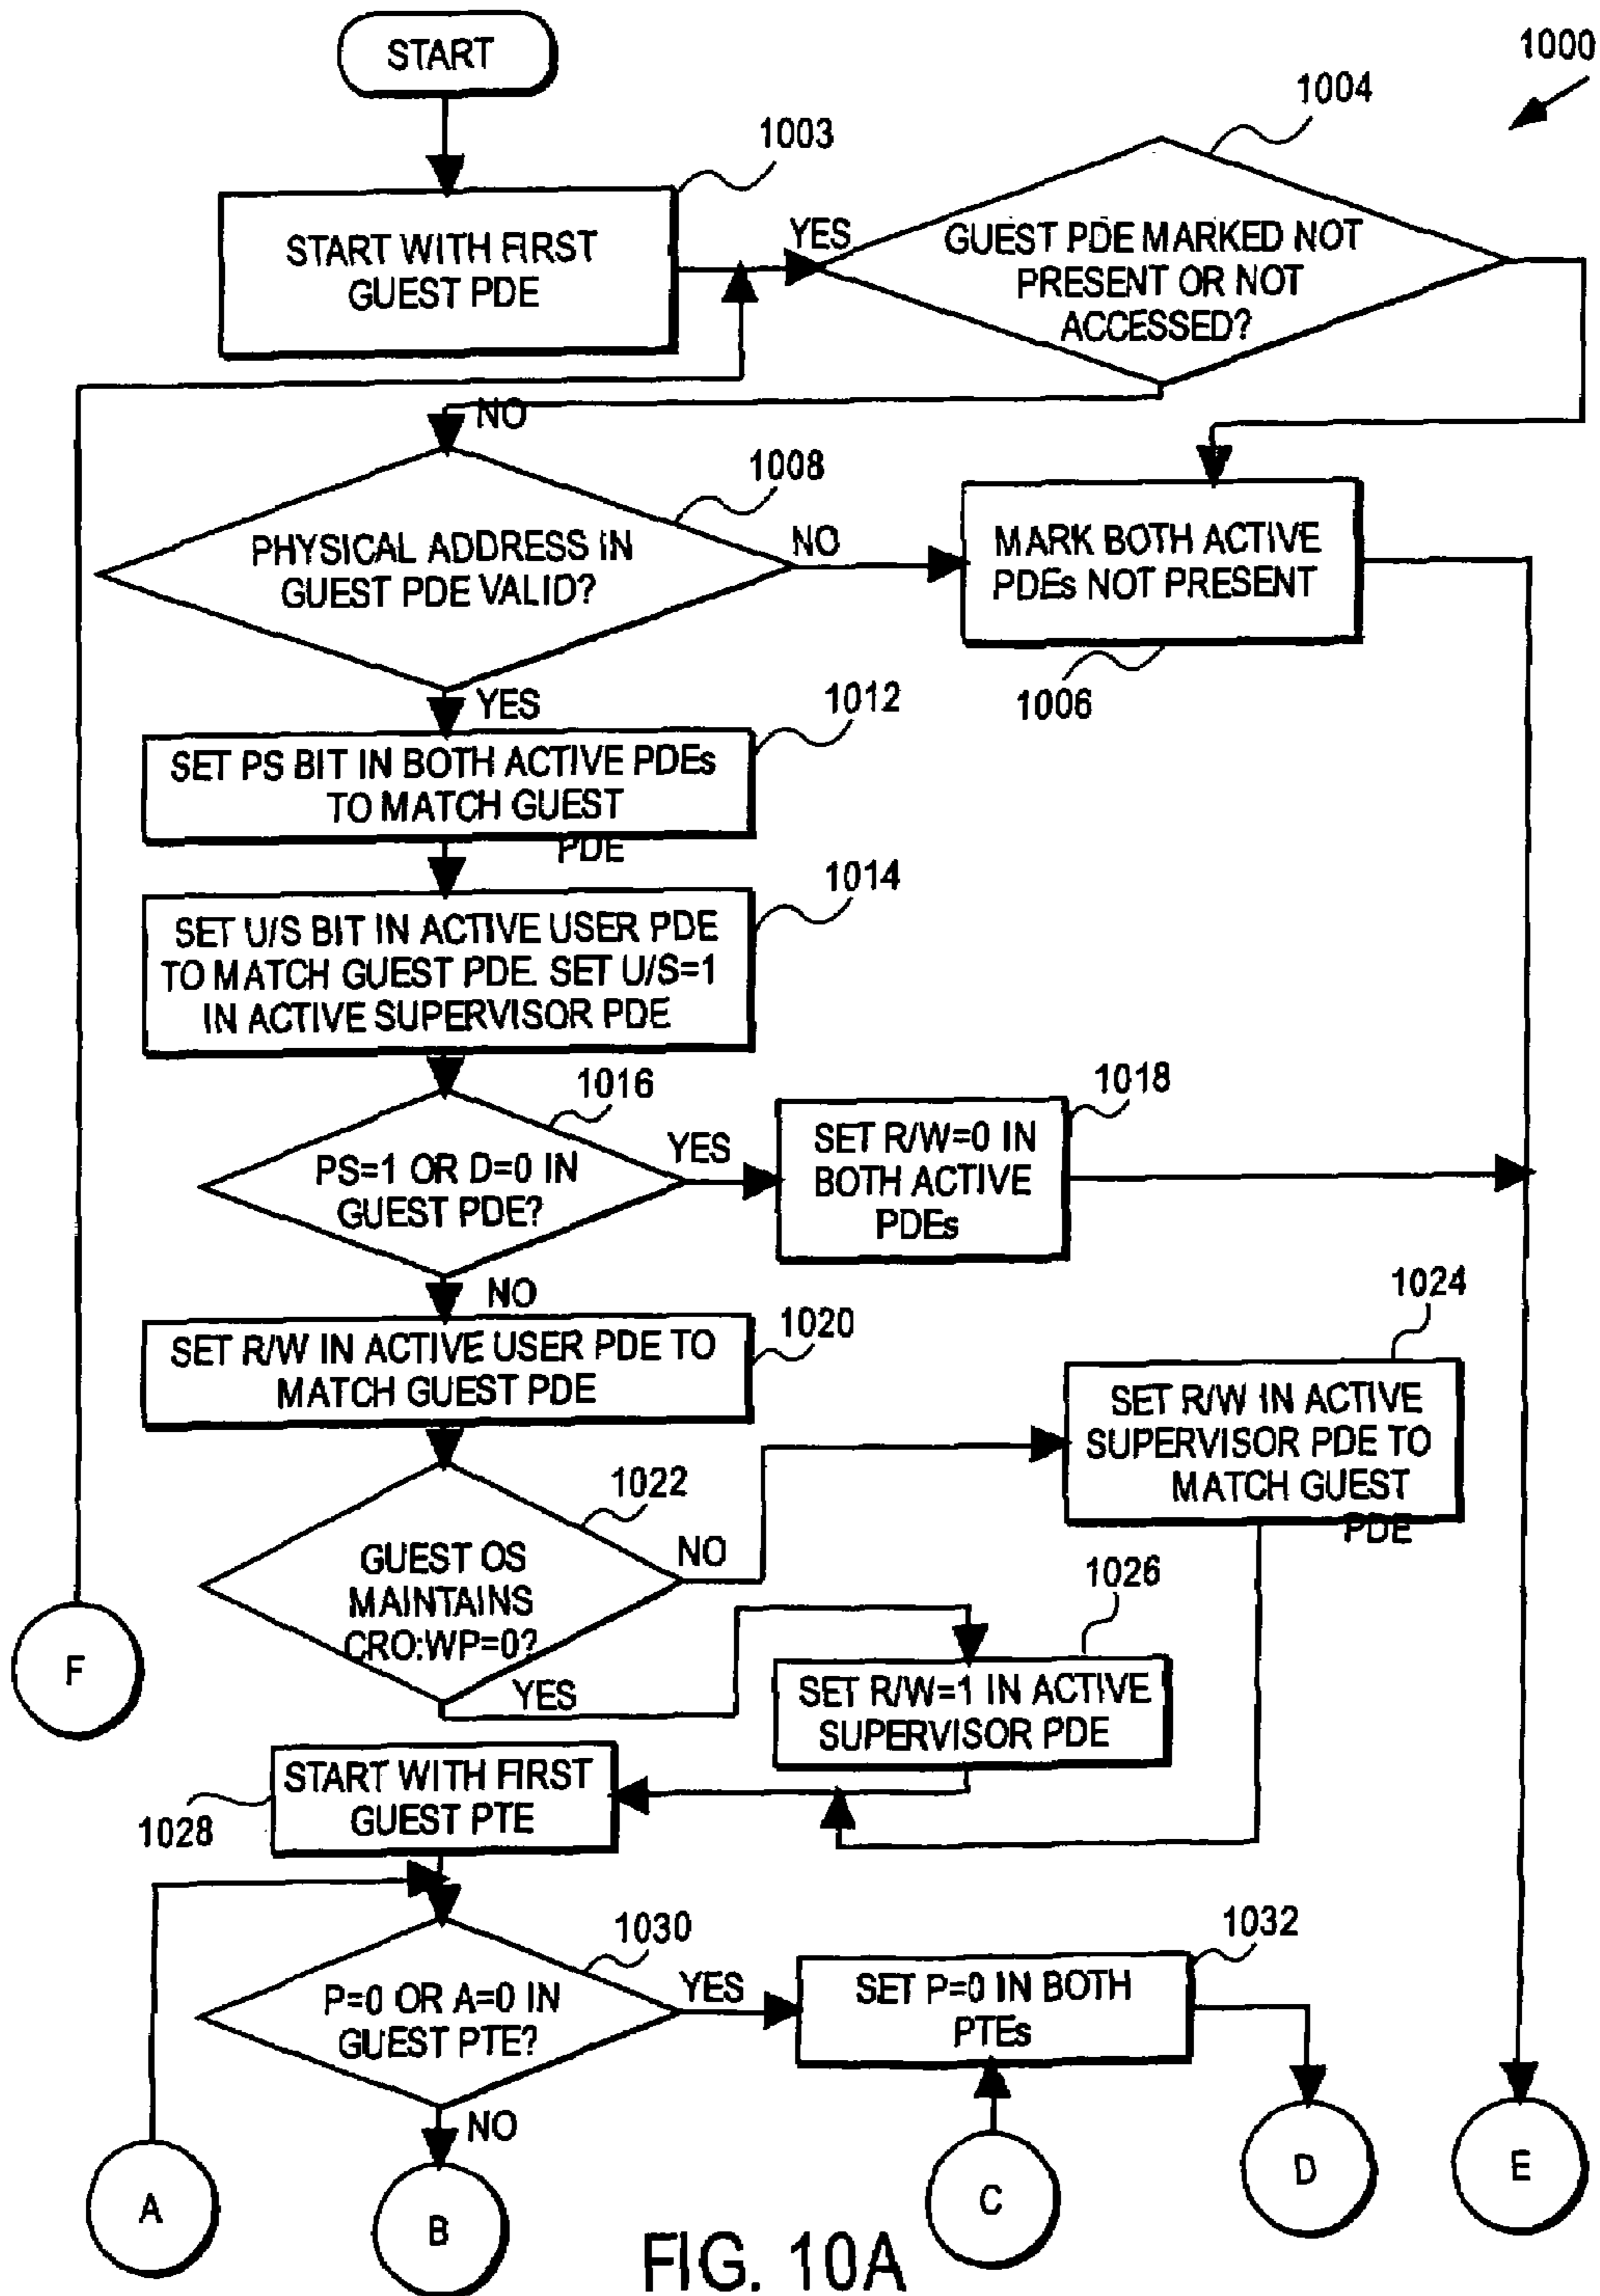 START
1000
1003
START WITH FIRST
GUEST PDE
1004
YES
GUEST PDE MARKED NOT
PRESENT OR NOT
ACCESSED?
NO
1008
PHYSICAL ADDRESS IN
GUEST PDE VALID?
NO
MARK BOTH ACTIVE
PDEs NOT PRESENT
1006
YES
1012
SET PS BIT IN BOTH ACTIVE PDEs
TO MATCH GUEST
PDE
1014
SET U/S BIT IN ACTIVE USER PDE
TO MATCH GUEST PDE. SET U/S=1
IN ACTIVE SUPERVISOR PDE
1016
PS=1 OR D=0 IN
GUEST PDE?
YES
1018
SET R/W=0 IN
BOTH ACTIVE
PDEs
NO
1020
SET R/W IN ACTIVE USER PDE TO
MATCH GUEST PDE
1024
SET R/W IN ACTIVE
SUPERVISOR PDE TO
MATCH GUEST
PDE
1022
GUEST OS
MAINTAINS
CRO:WP=0?
NO
YES
1026
SET R/W=1 IN ACTIVE
SUPERVISOR PDE
F
START WITH FIRST
GUEST PTE
1028
1030
P=0 OR A=0 IN
GUEST PTE?
YES
1032
SET P=0 IN BOTH
PTEs
NO
A
B
C
D
E
FIG. 10A